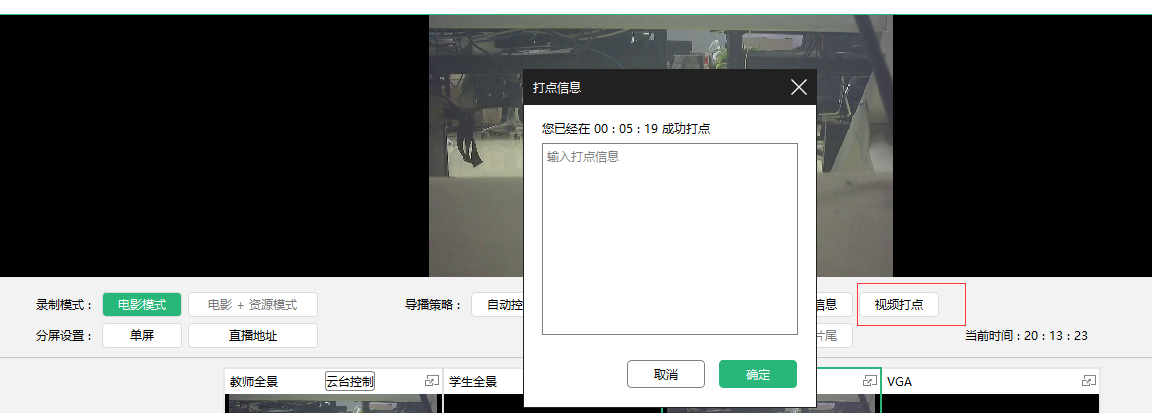 打点信息
您已经在 00 : 05 : 19 成功打点
输入打点信息
取消
确定
录制模式 :
电影模式
电影 + 资源模式
导播策略 :
自动控
信息
视频打点
分屏设置 :
单屏
直播地址
片尾
当前时间 : 20 : 13 : 23
教师全景
云台控制
学生全景
VGA